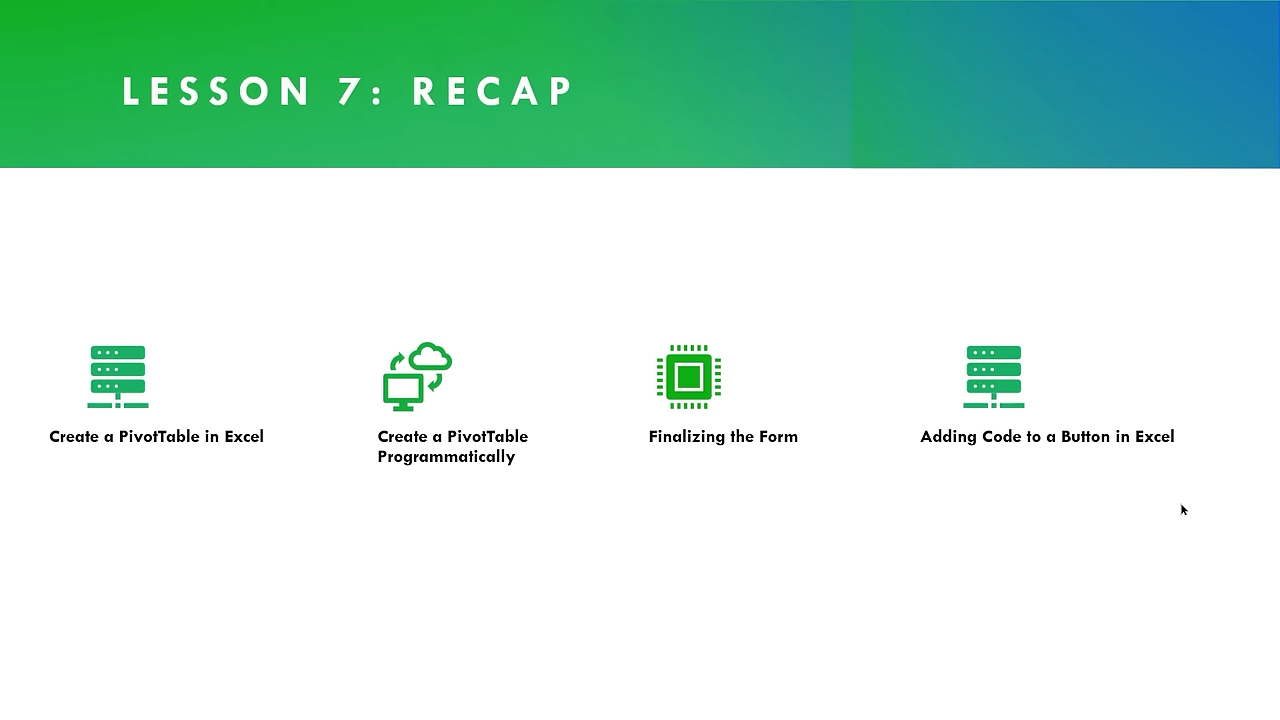 LESSON 7: RECAP
Create a PivotTable in Excel
Create a PivotTable
Programmatically
Finalizing the Form
Adding Code to a Button in Excel